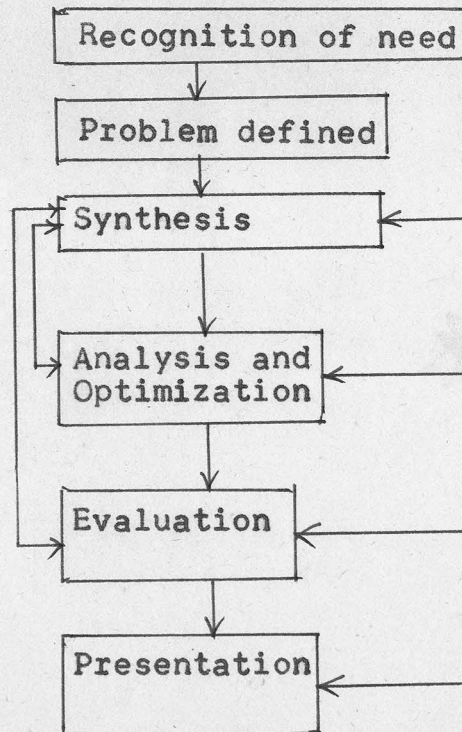 Recognition of need
Problem defined
Synthesis
Analysis and
Optimization
Evaluation
Presentation